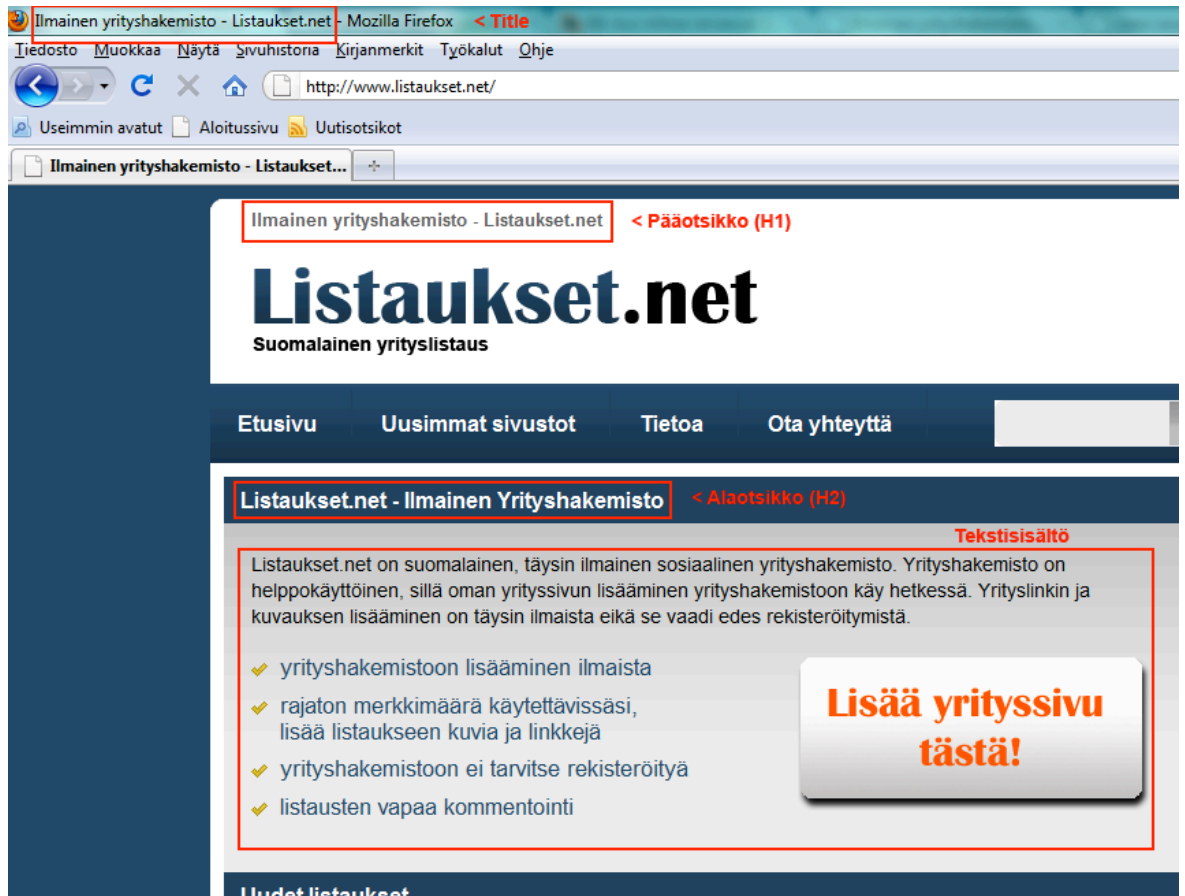 Ilmainen yrityshakemisto - Listaukset.net - Mozilla Firefox < Title
Tiedosto Muokkaa Näytä Sivuhistoria Kirjanmerkit Työkalut Ohje
http://www.listaukset.net/
Useimmin avatut Aloitussivu Uutisotsikot
Ilmainen yrityshakemisto - Listaukset...
Ilmainen yrityshakemisto - Listaukset.net < Pääotsikko (H1)
Listaukset.net
Suomalainen yrityslistaus
Etusivu Uusimmat sivustot Tietoa Ota yhteyttä
Listaukset.net - Ilmainen Yrityshakemisto < Alaotsikko (H2)
Tekstisisältö
Listaukset.net on suomalainen, täysin ilmainen sosiaalinen yrityshakemisto. Yrityshakemisto on
helppokäyttöinen, sillä oman yrityssivun lisääminen yrityshakemistoon käy hetkessä. Yrityslinkin ja
kuvauksen lisääminen on täysin ilmaista eikä se vaadi edes rekisteröitymistä.
yrityshakemistoon lisääminen ilmaista
rajaton merkkimäärä käytettävissäsi,
lisää listaukseen kuvia ja linkkejä
yrityshakemistoon ei tarvitse rekisteröityä
listausten vapaa kommentointi
Lisää yrityssivu
tästä!
Uudet listaukset